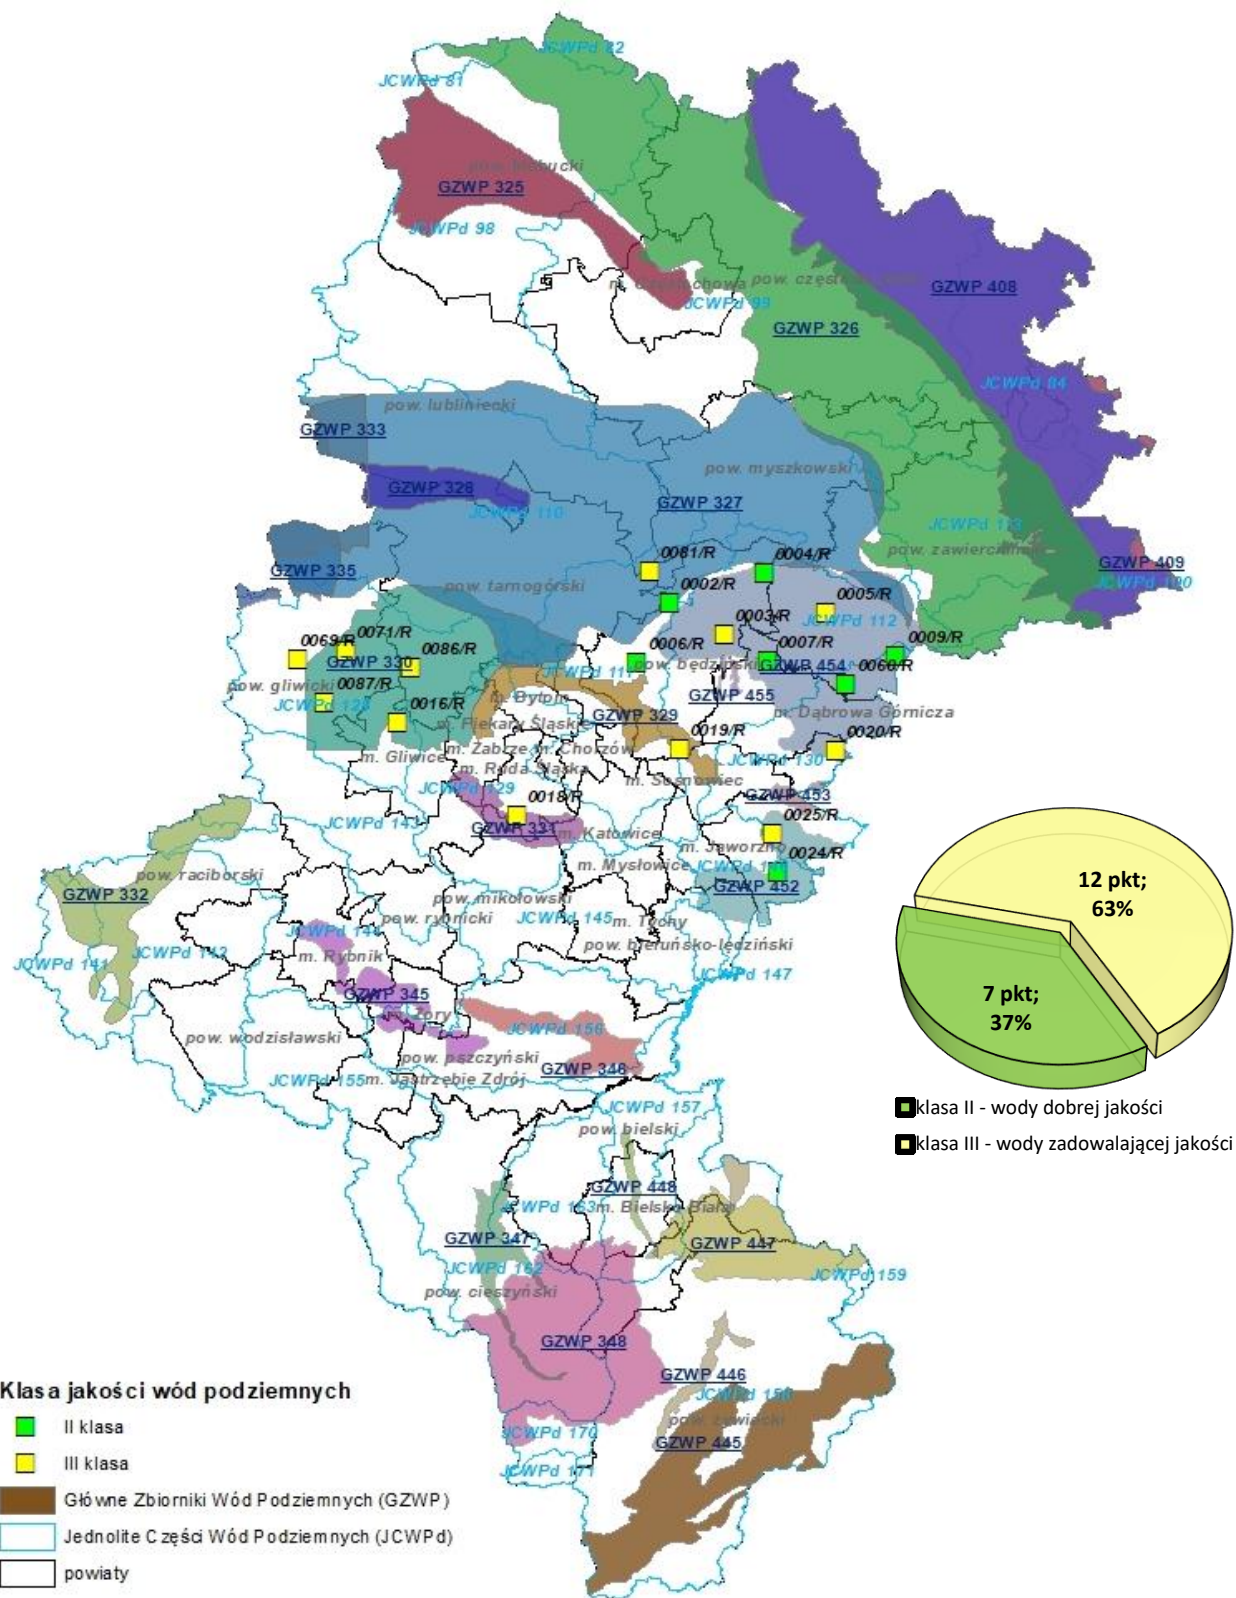 JCWPd 82
JCWPd 81
GZWP 325
JCWPd 98
JCWPd 99
GZWP 408
GZWP 326
JCWPd 84
pow. lubliniecki
GZWP 333
pow. myszkowski
GZWP 328
GZWP 327
JCWPd 110
pow. zawierciański
GZWP 409
JCWPd 100
GZWP 335
pow. tarnogórski
0081/R
0004/R
0002/R
0005/R
0003/R
JCWPd 112
0069/R
0071/R
0086/R
0006/R
0007/R
0009/R
GZWP 330
pow. będziński
GZWP 454
0060/R
pow. gliwicki
0087/R
GZWP 455
0016/R
m. Bytom
GZWP 329
m. Dąbrowa Górnicza
m. Piekary Śląskie
0019/R
0020/R
m. Gliwice
m. Zabrze
m. Chorzów
JCWPd 130
m. Ruda Śląska
m. Sosnowiec
JCWPd 129
0018/R
GZWP 453
JCWPd 143
GZWP 331
m. Katowice
0025/R
m. Jaworzno
0024/R
m. Mysłowice
GZWP 452
pow. raciborski
GZWP 332
pow. mikołowski
pow. rybnicki
JCWPd 145
m. Tychy
JCWPd 144
pow. bieruńsko-lędziński
m. Rybnik
JCWPd 141
JCWPd 142
JCWPd 147
GZWP 345
m. Żory
JCWPd 156
pow. wodzisławski
pow. pszczyński
GZWP 346
JCWPd 155
m. Jastrzębie Zdrój
JCWPd 157
pow. bielski
GZWP 448
JCWPd 163
m. Bielsko-Biała
GZWP 347
GZWP 447
JCWPd 162
JCWPd 159
pow. cieszyński
GZWP 348
GZWP 446
JCWPd 158
pow. żywiecki
JCWPd 170
GZWP 445
JCWPd 171
12 pkt;
63%
7 pkt;
37%
klasa II - wody dobrej jakości
klasa III - wody zadowalającej jakości
Klasa jakości wód podziemnych
II klasa
III klasa
Główne Zbiorniki Wód Podziemnych (GZWP)
Jednolite Części Wód Podziemnych (JCWPd)
powiaty